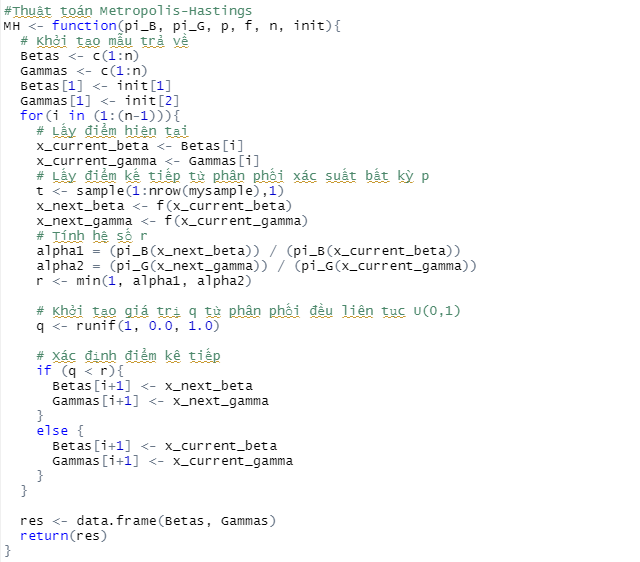 #Thuật toán Metropolis-Hastings
MH <- function(pi_B, pi_G, p, f, n, init){
  # Khởi tạo mẫu trả về
  Betas <- c(1:n)
  Gammas <- c(1:n)
  Betas[1] <- init[1]
  Gammas[1] <- init[2]
  for(i in (1:(n-1))){
    # Lấy điểm hiện tại
    x_current_beta <- Betas[i]
    x_current_gamma <- Gammas[i]
    # Lấy điểm kế tiếp từ phân phối xác suất bất kỳ p
    t <- sample(1:nrow(mysample),1)
    x_next_beta <- f(x_current_beta)
    x_next_gamma <- f(x_current_gamma)
    # Tính hệ số r
    alpha1 = (pi_B(x_next_beta)) / (pi_B(x_current_beta))
    alpha2 = (pi_G(x_next_gamma)) / (pi_G(x_current_gamma))
    r <- min(1, alpha1, alpha2)

    # Khởi tạo giá trị q từ phân phối đều liên tục U(0,1)
    q <- runif(1, 0.0, 1.0)

    # Xác định điểm kê tiếp
    if (q < r){
      Betas[i+1] <- x_next_beta
      Gammas[i+1] <- x_next_gamma
    }
    else {
      Betas[i+1] <- x_current_beta
      Gammas[i+1] <- x_current_gamma
    }
  }

  res <- data.frame(Betas, Gammas)
  return(res)
}